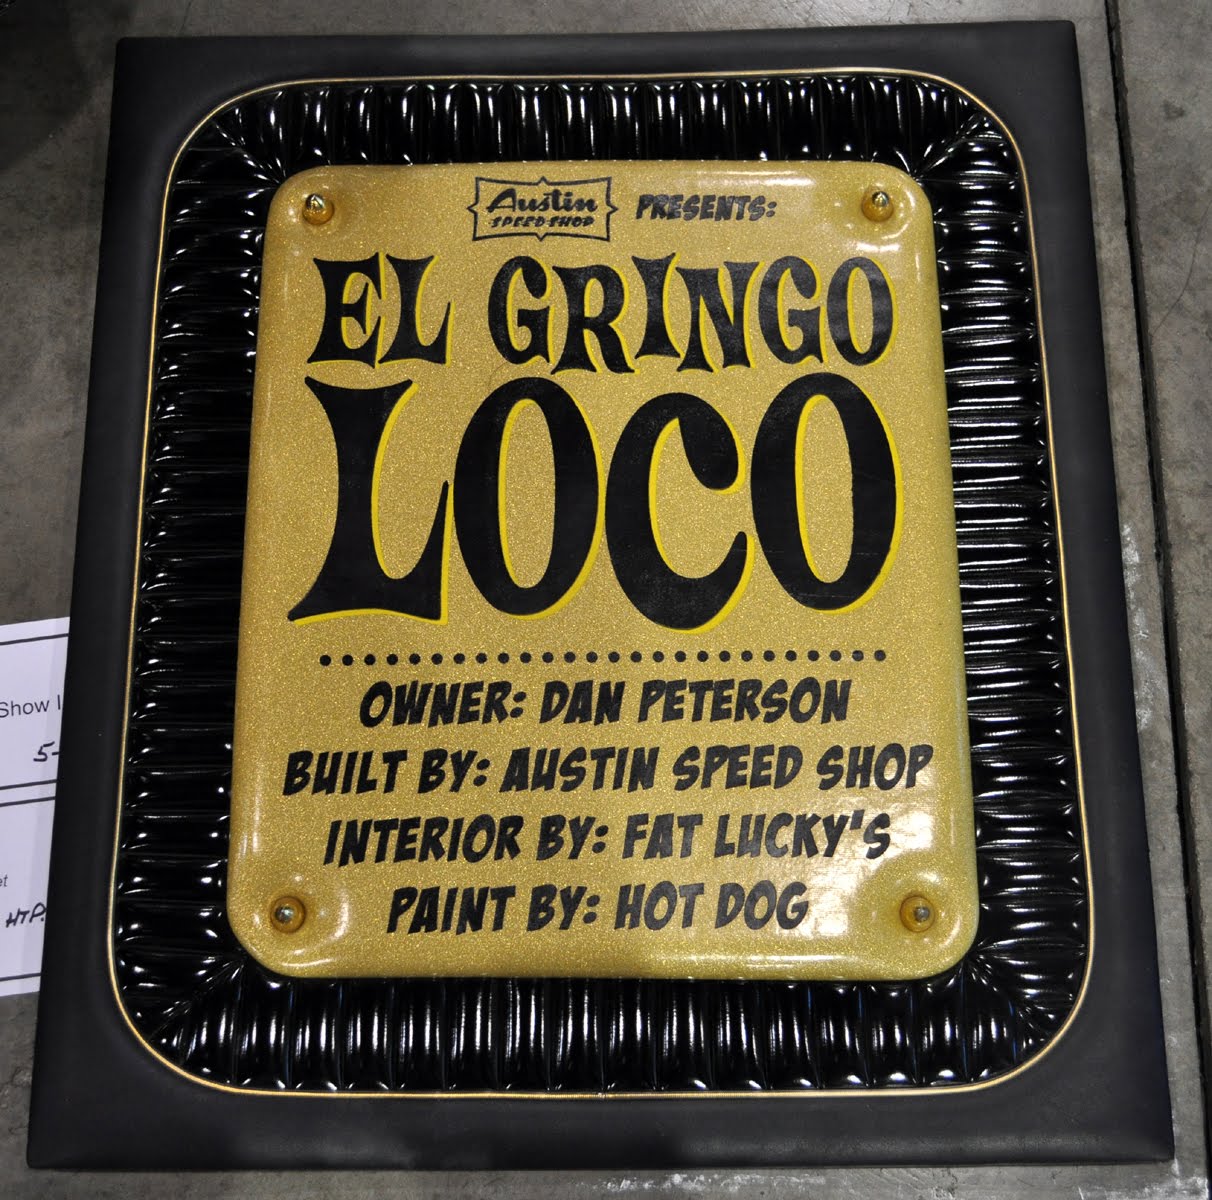 Austin
SPEED SHOP
PRESENTS:
EL GRINGO
LOCO
OWNER: DAN PETERSON
BUILT BY: AUSTIN SPEED SHOP
INTERIOR BY: FAT LUCKY'S
PAINT BY: HOT DOG
Show
5-
HTP.